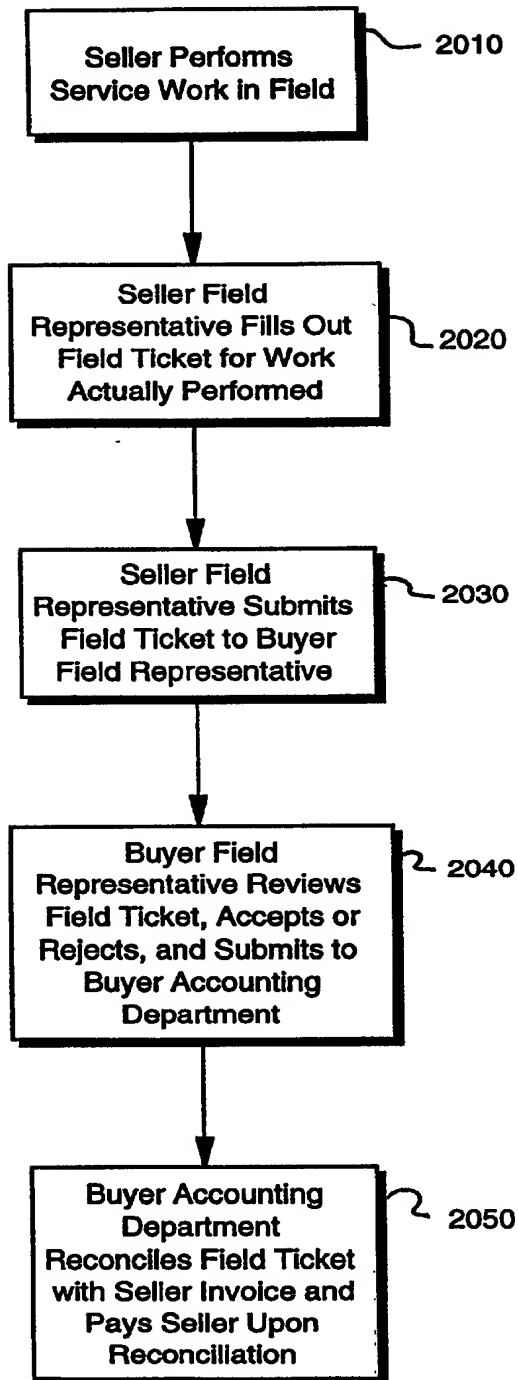 Seller Performs
Service Work in Field
2010
Seller Field
Representative Fills Out
Field Ticket for Work
Actually Performed
2020
Seller Field
Representative Submits
Field Ticket to Buyer
Field Representative
2030
Buyer Field
Representative Reviews
Field Ticket, Accepts or
Rejects, and Submits to
Buyer Accounting
Department
2040
Buyer Accounting
Department
Reconciles Field Ticket
with Seller Invoice and
Pays Seller Upon
Reconciliation
2050